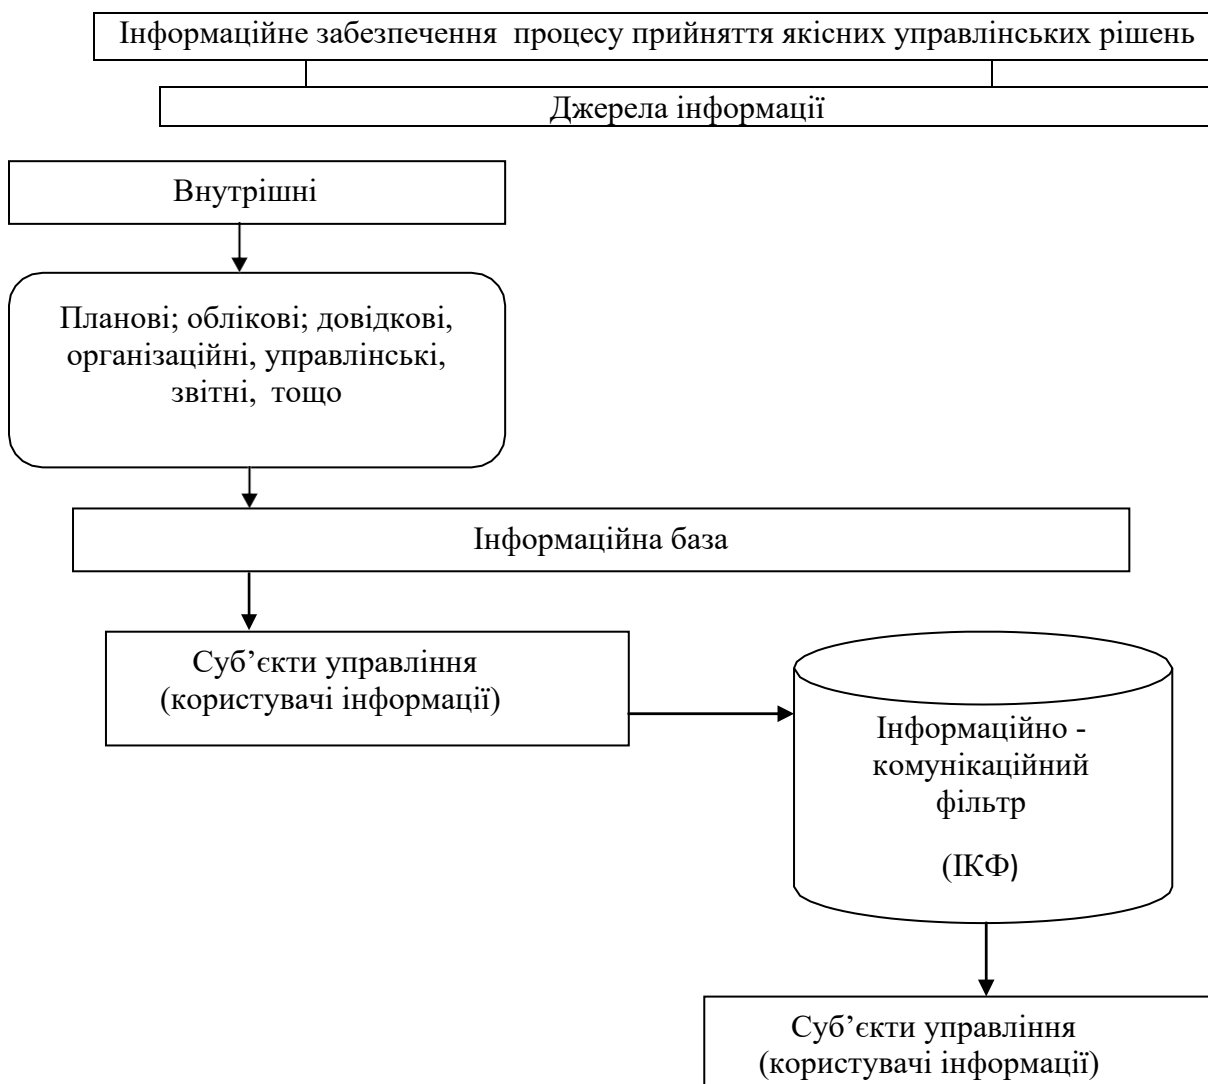 Інформаційне забезпечення процесу прийняття якісних управлінських рішень
Джерела інформації
Внутрішні
Планові; облікові; довідкові,
організаційні, управлінські,
звітні, тощо
Інформаційна база
Суб’єкти управління
(користувачі інформації)
Інформаційно -
комунікаційний
фільтр
(ІКФ)
Суб’єкти управління
(користувачі інформації)